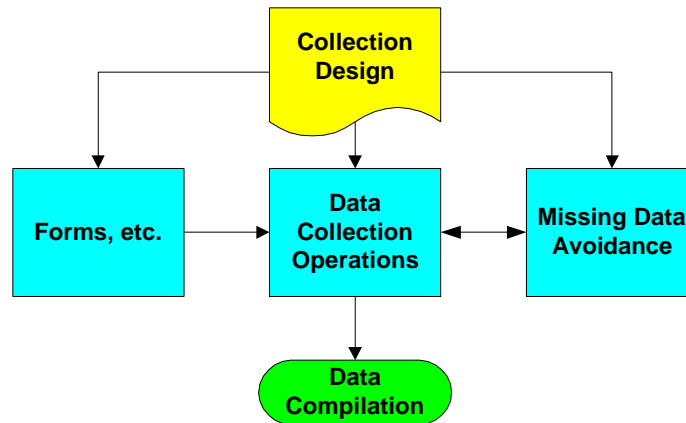 Collection
Design
Forms, etc.
Data
Collection
Operations
Missing Data
Avoidance
Data
Compilation